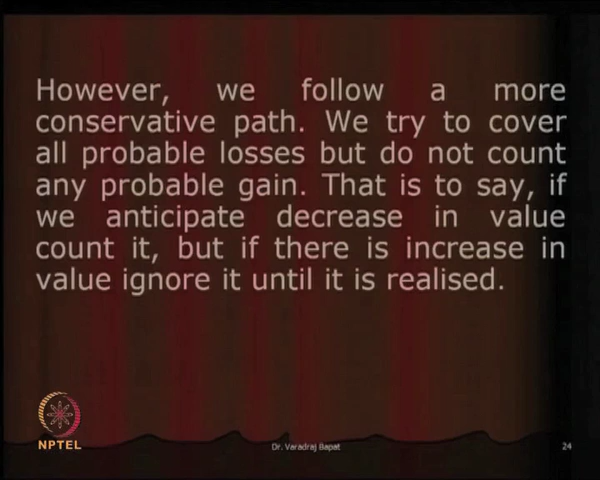 However, we follow a more
conservative path. We try to cover
all probable losses but do not count
any probable gain. That is to say, if
we anticipate decrease in value
count it, but if there is increase in
value ignore it until it is realised.
NPTEL
Dr. Varadraj Bapat
24